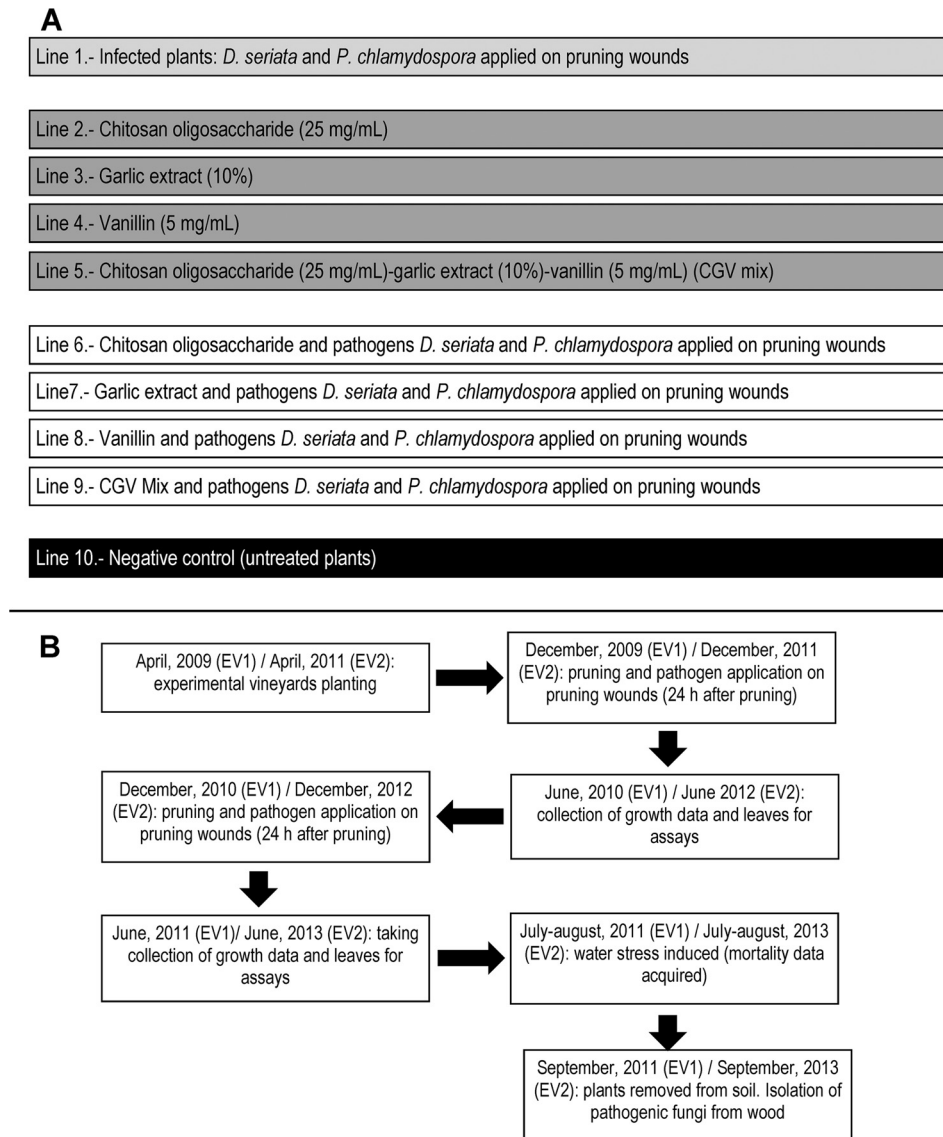 A
Line 1.- Infected plants: D. seriata and P. chlamydospora applied on pruning wounds
Line 2.- Chitosan oligosaccharide (25 mg/mL)
Line 3.- Garlic extract (10%)
Line 4.- Vanillin (5 mg/mL)
Line 5.- Chitosan oligosaccharide (25 mg/mL)-garlic extract (10%)-vanillin (5 mg/mL) (CGV mix)
Line 6.- Chitosan oligosaccharide and pathogens D. seriata and P. chlamydospora applied on pruning wounds
Line7.- Garlic extract and pathogens D. seriata and P. chlamydospora applied on pruning wounds
Line 8.- Vanillin and pathogens D. seriata and P. chlamydospora applied on pruning wounds
Line 9.- CGV Mix and pathogens D. seriata and P. chlamydospora applied on pruning wounds
Line 10.- Negative control (untreated plants)
B
April, 2009 (EV1) / April, 2011 (EV2):
experimental vineyards planting
December, 2009 (EV1) / December, 2011
(EV2): pruning and pathogen application on
pruning wounds (24 h after pruning)
June, 2010 (EV1) / June 2012 (EV2):
collection of growth data and leaves for
assays
December, 2010 (EV1) / December, 2012
(EV2): pruning and pathogen application on
pruning wounds (24 h after pruning)
June, 2011 (EV1)/ June, 2013 (EV2): taking
collection of growth data and leaves for
assays
July-august, 2011 (EV1) / July-august, 2013
(EV2): water stress induced (mortality data
acquired)
September, 2011 (EV1) / September, 2013
(EV2): plants removed from soil. Isolation of
pathogenic fungi from wood